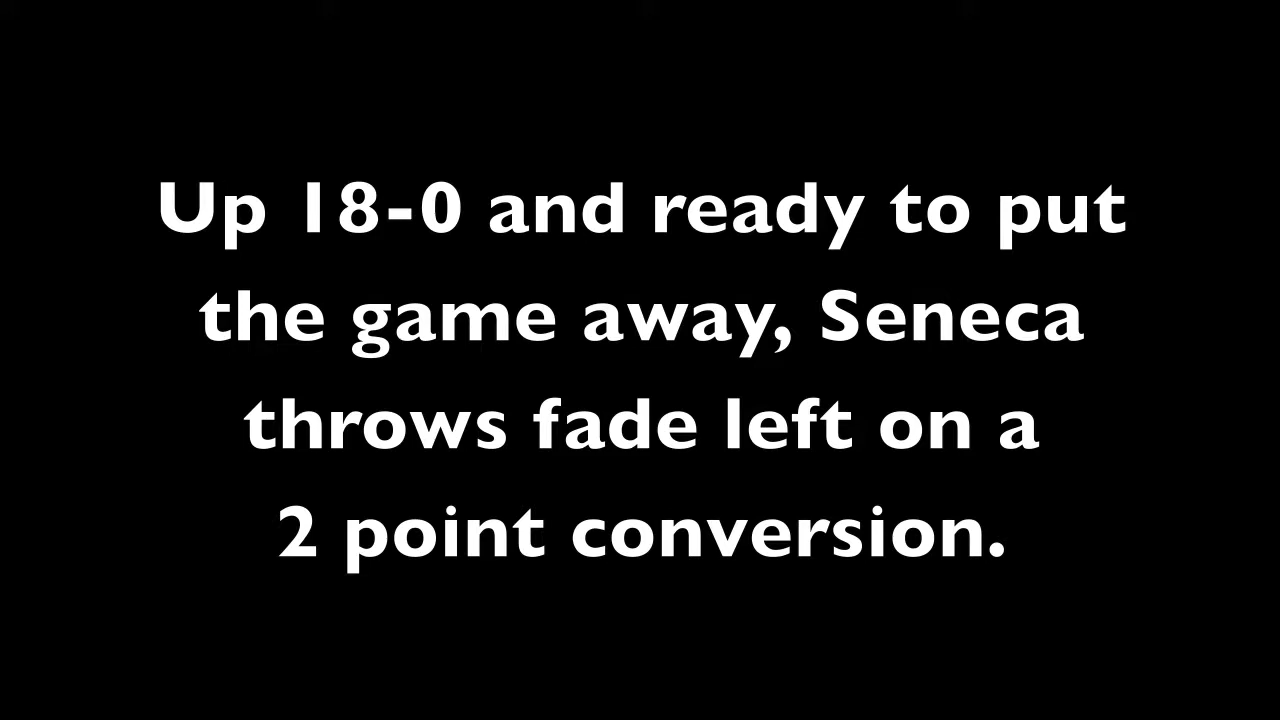 Up 18-0 and ready to put
the game away, Seneca
throws fade left on a
2 point conversion.